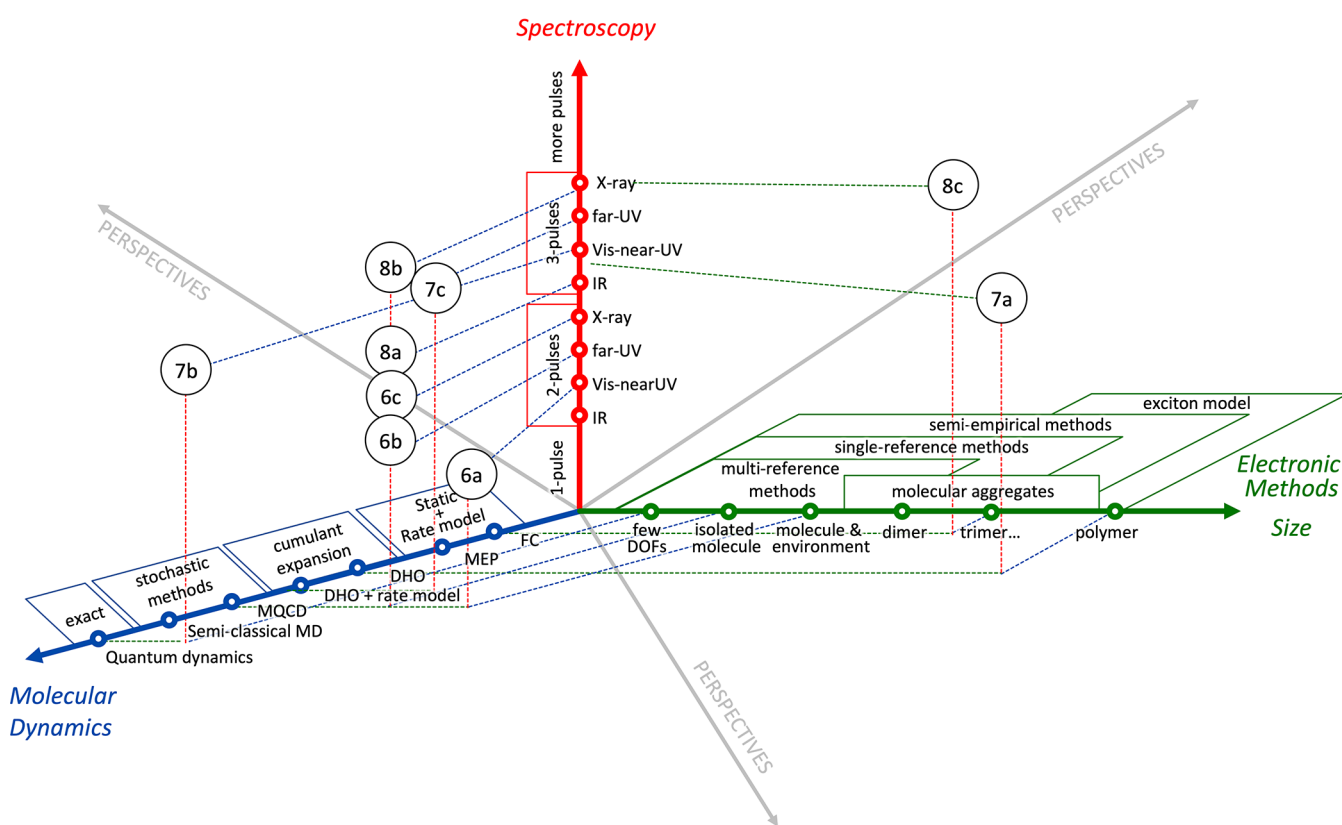 Spectroscopy
more pulses
3-pulses
2-pulses
1-pulse
X-ray
far-UV
Vis-near-UV
IR
X-ray
far-UV
Vis-nearUV
IR
PERSPECTIVES
PERSPECTIVES
PERSPECTIVES
8c
8b
7c
7a
8a
7b
6c
6b
6a
exciton model
semi-empirical methods
single-reference methods
multi-reference
methods
molecular aggregates
Electronic
Methods
Size
few
DOFs
isolated
molecule
molecule &
environment
dimer
trimer...
polymer
Static
+
Rate model
cumulant
expansion
stochastic
methods
exact
FC
MEP
DHO
DHO + rate model
MQCD
Semi-classical MD
Quantum dynamics
Molecular
Dynamics